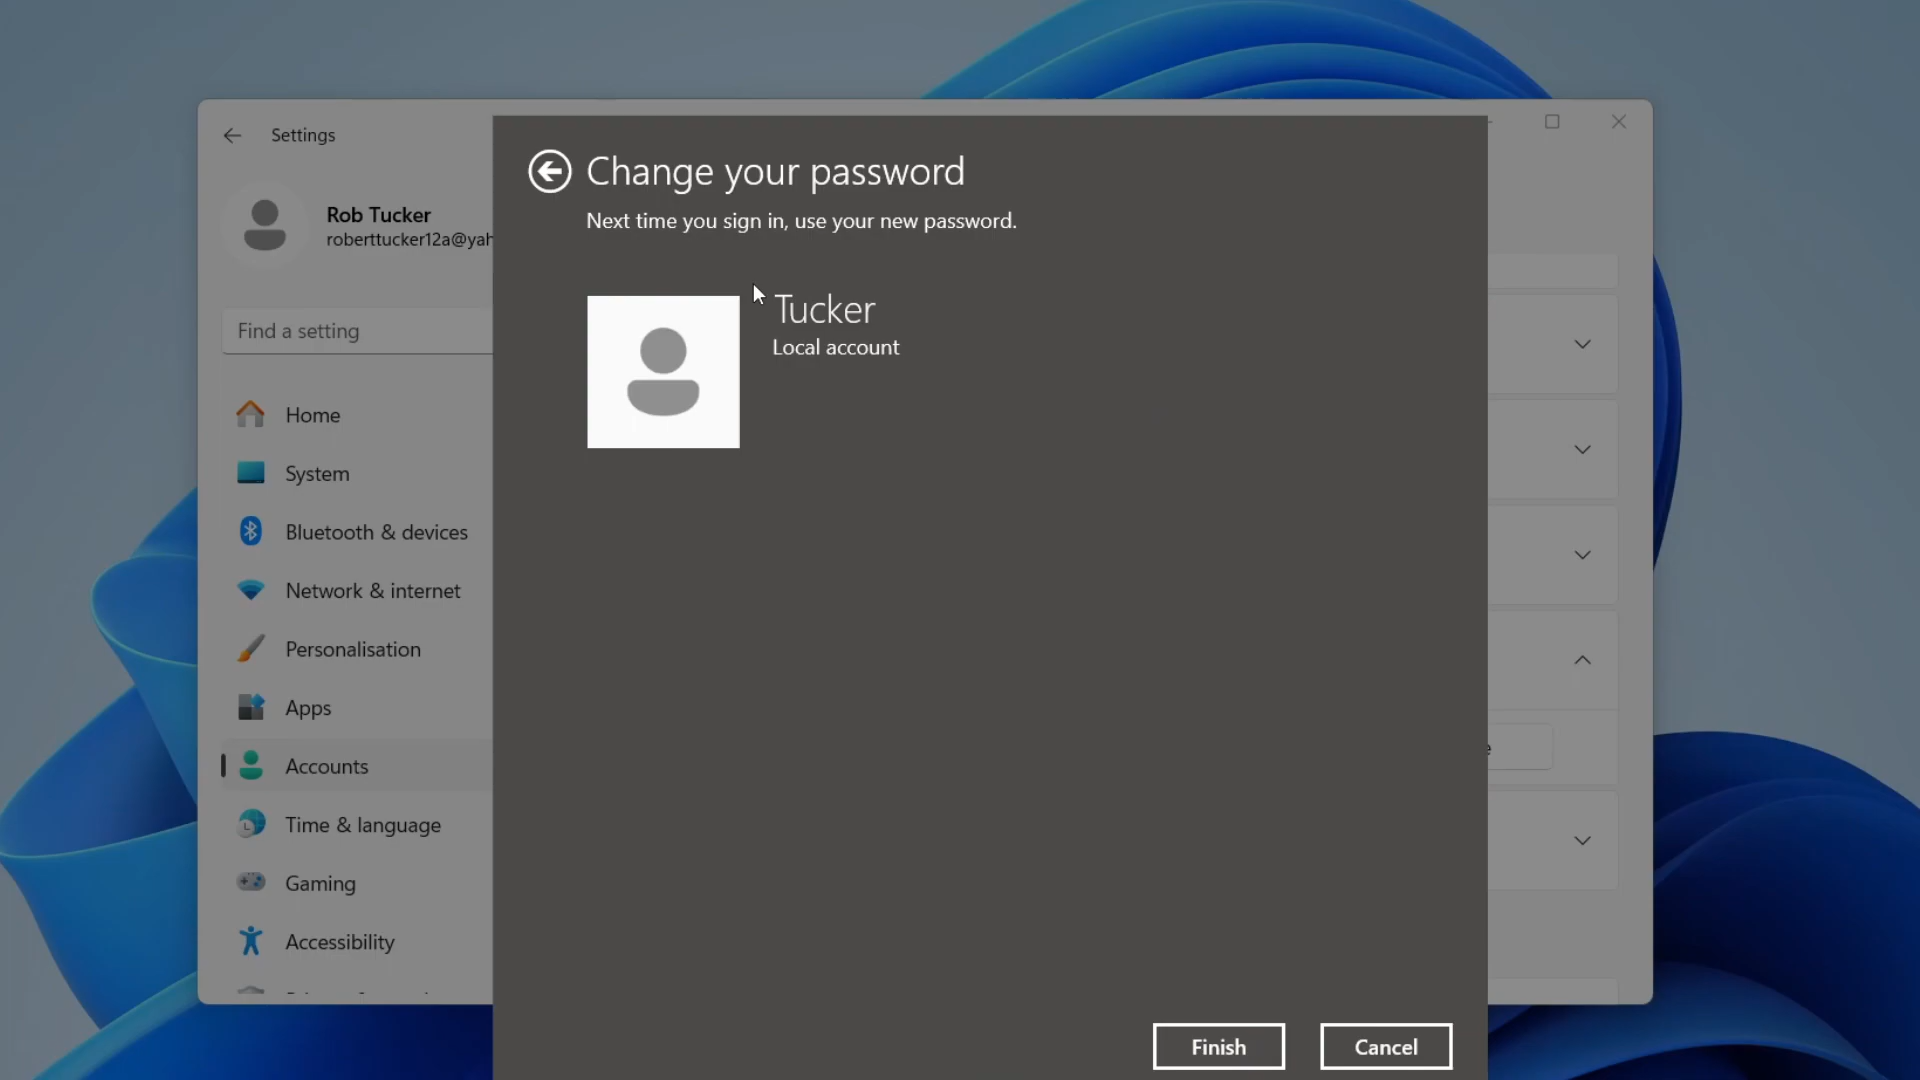 Settings
Rob Tucker
roberttucker12a@yah
Find a setting
Home
System
Bluetooth & devices
Network & internet
Personalisation
Apps
Accounts
Time & language
Gaming
Accessibility
Change your password
Next time you sign in, use your new password.
Tucker
Local account
Finish
Cancel